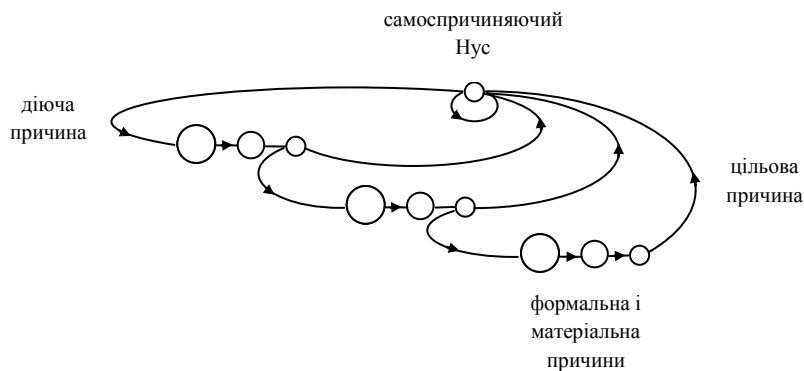 самоспричиняючий
Нус
діюча
причина
цільова
причина
формальна і
матеріальна
причини